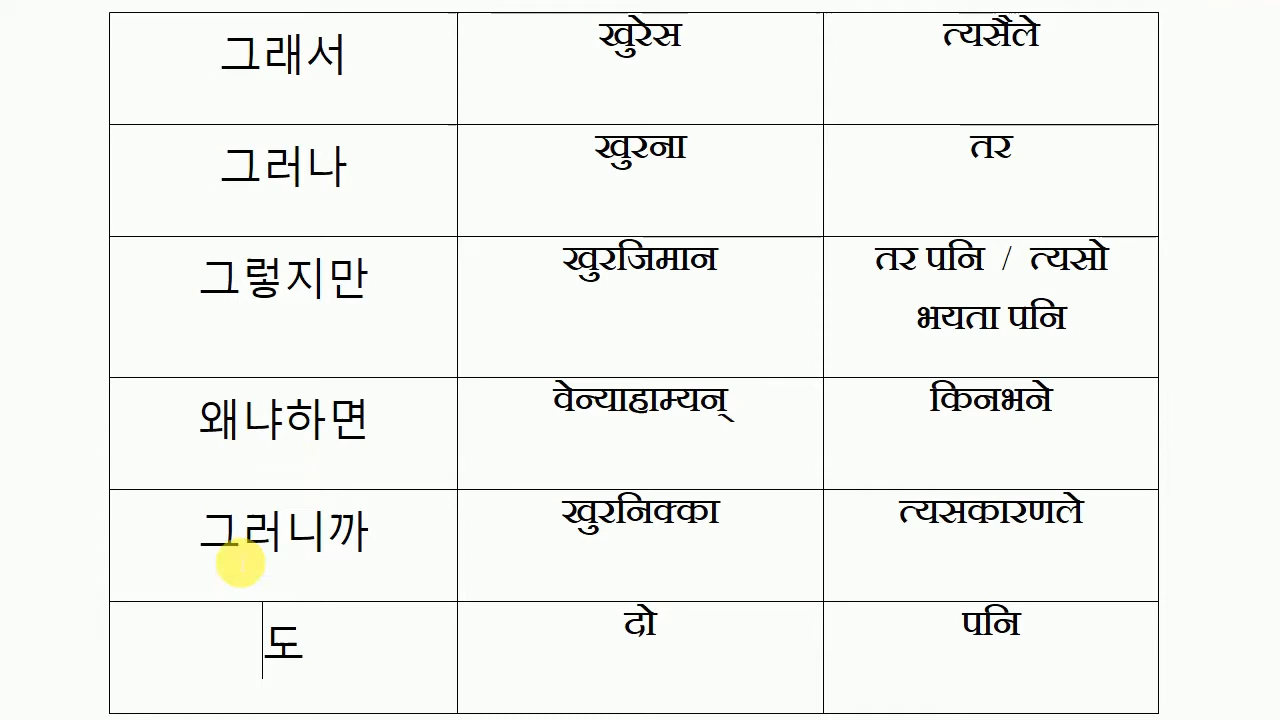 그래서 खुरेस त्यसैले
그러나 खुरना तर
그렇지만 खुरजिमान तर पनि / त्यसो
भयता पनि
왜냐하면 वेन्याहाम्यन् किनभने
그러니까 खुरनिक्का त्यसकारणले
도 दो पनि